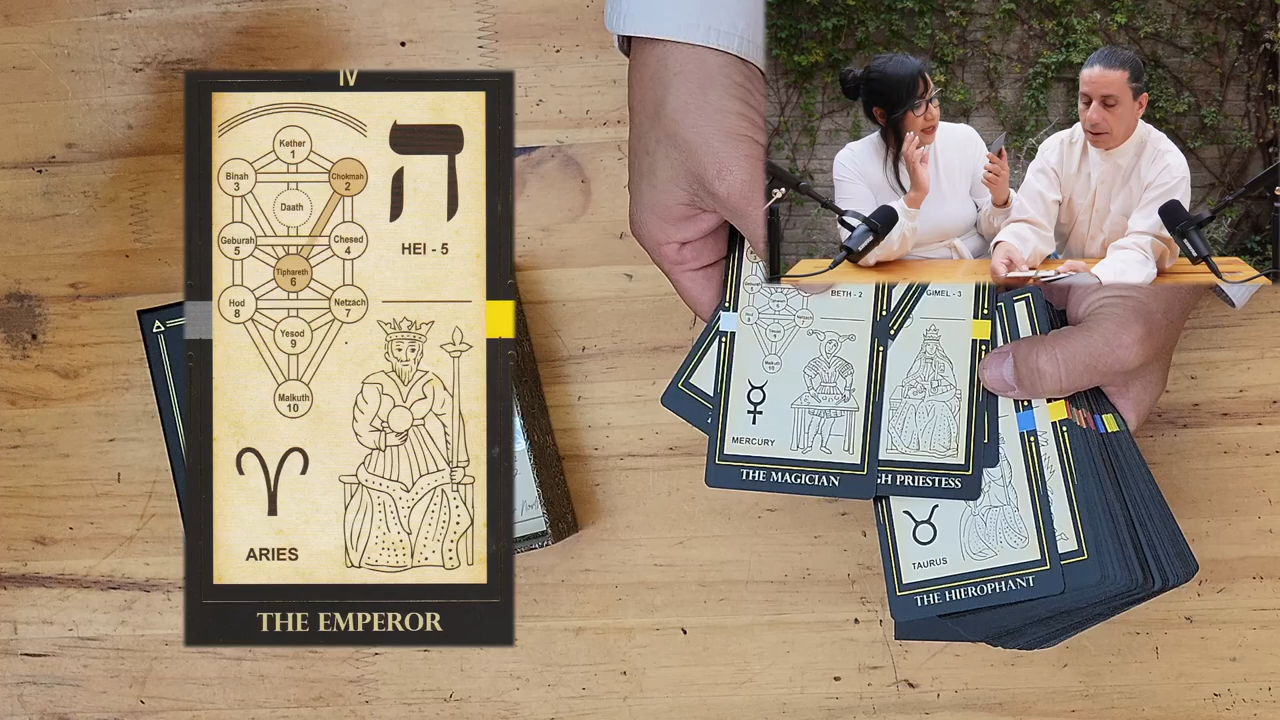 IV
Kether
1
Binah
3
Chokmah
2
Daath
ה
HEI - 5
Geburah
5
Chesed
4
Tiphareth
6
Hod
8
Netzach
7
Yesod
9
Malkuth
10
ARIES
THE EMPEROR
BETH - 2
MERCURY
THE MAGICIAN
GIMEL - 3
GH PRIESTESS
TAURUS
THE HIEROPHANT